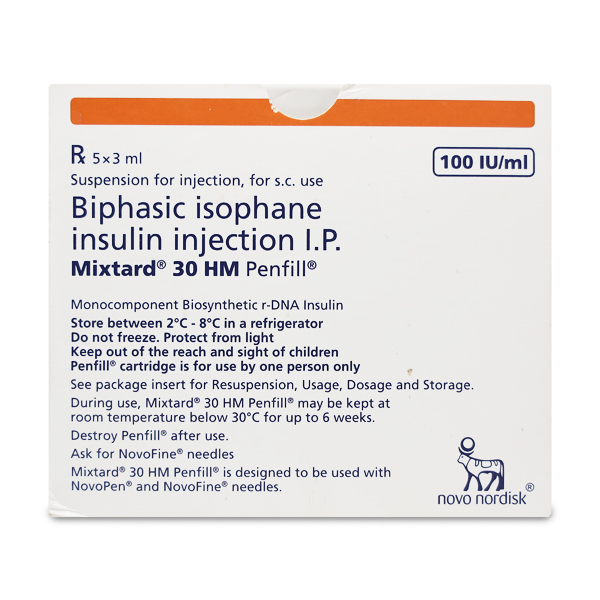 Rx 5×3 ml
100 IU/ml
Suspension for injection, for s.c. use
Biphasic isophane
insulin injection I.P.
Mixtard® 30 HM Penfill®
Monocomponent Biosynthetic r-DNA Insulin
Store between 2°C - 8°C in a refrigerator
Do not freeze. Protect from light
Keep out of the reach and sight of children
Penfill® cartridge is for use by one person only
See package insert for Resuspension, Usage, Dosage and Storage.
During use, Mixtard® 30 HM Penfill® may be kept at
room temperature below 30°C for up to 6 weeks.
Destroy Penfill® after use.
Ask for NovoFine® needles
Mixtard® 30 HM Penfill® is designed to be used with
NovoPen® and NovoFine® needles.
novo nordisk®